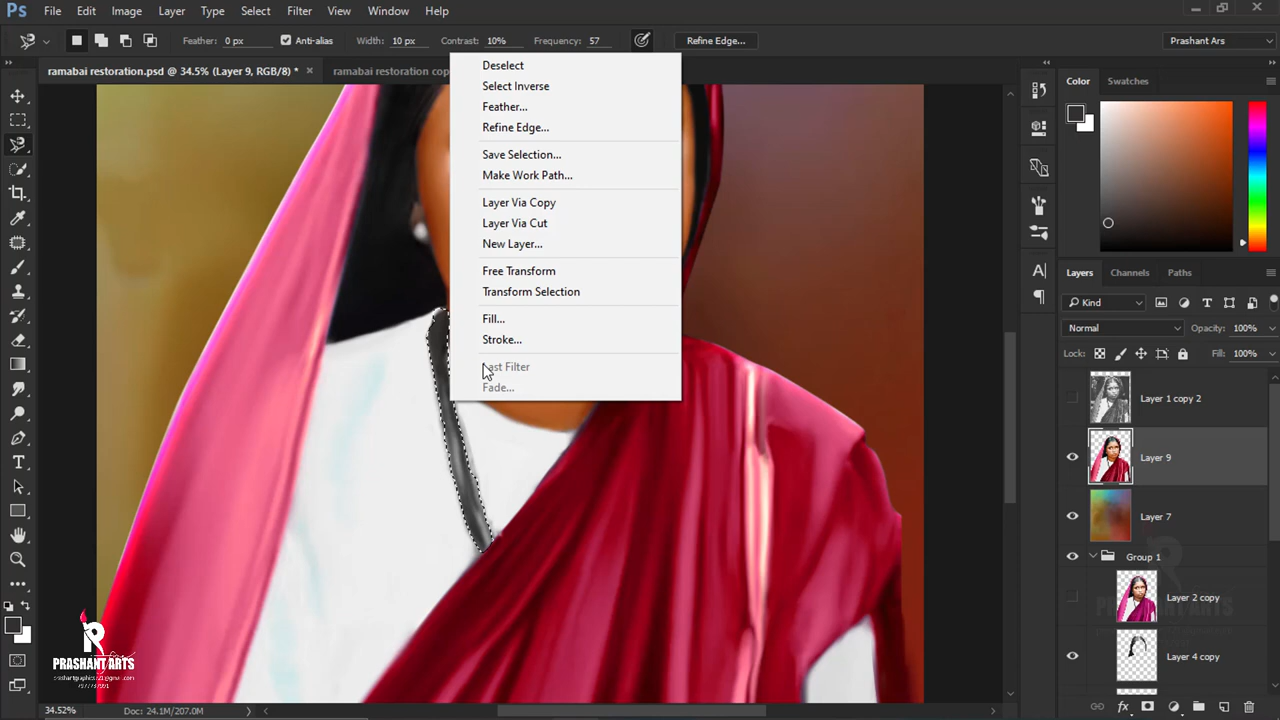 Ps File Edit Image Layer Type Select Filter View Window Help
Feather: 0 px Anti-alias Width: 10 px Contrast: 10% Frequency: 57 Refine Edge... Prashant Ars
ramabai restoration.psd @ 34.5% (Layer 9, RGB/8) * × ramabai restoration cop
Deselect
Select Inverse
Feather...
Refine Edge...
Save Selection...
Make Work Path...
Layer Via Copy
Layer Via Cut
New Layer...
Free Transform
Transform Selection
Fill...
Stroke...
Last Filter
Fade...
Color Swatches
Layers Channels Paths
Kind
Normal Opacity: 100%
Lock: Fill: 100%
Layer 1 copy 2
Layer 9
Layer 7
Group 1
Layer 2 copy
Layer 4 copy
PRASHANT ARTS
PRASHANT ARTS
34.52% Doc: 24.1M/207.0M